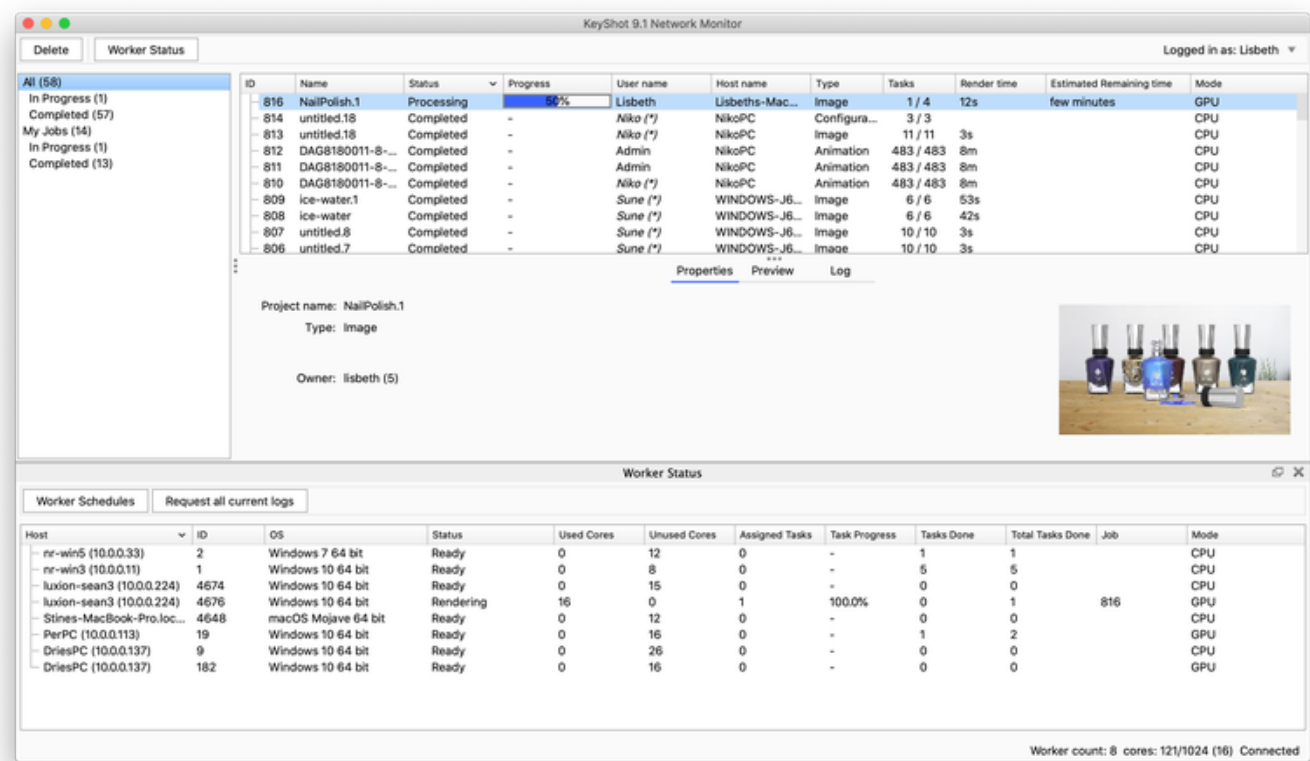 KeyShot 9.1 Network Monitor
Delete Worker Status Logged in as: Lisbeth
All (58)
In Progress (1)
Completed (57)
My Jobs (14)
In Progress (1)
Completed (13)
ID Name Status Progress User name Host name Type Tasks Render time Estimated Remaining time Mode
816 NailPolish.1 Processing 50% Lisbeth Lisbeths-Mac... Image 1 / 4 12s few minutes GPU
814 untitled.18 Completed - Niko (*) NikoPC Configura... 3 / 3 CPU
813 untitled.18 Completed - Niko (*) NikoPC Image 11 / 11 3s CPU
812 DAG8180011-8-... Completed - Admin NikoPC Animation 483 / 483 8m CPU
811 DAG8180011-8-... Completed - Admin NikoPC Animation 483 / 483 8m CPU
810 DAG8180011-8-... Completed - Niko (*) NikoPC Animation 483 / 483 8m CPU
809 ice-water.1 Completed - Sune (*) WINDOWS-J6... Image 6 / 6 53s CPU
808 ice-water Completed - Sune (*) WINDOWS-J6... Image 6 / 6 42s CPU
807 untitled.8 Completed - Sune (*) WINDOWS-J6... Image 10 / 10 3s CPU
806 untitled.7 Completed - Sune (*) WINDOWS-J6... Image 10 / 10 3s CPU
Properties Preview Log
Project name: NailPolish.1
Type: Image
Owner: lisbeth (5)
Worker Status
Worker Schedules Request all current logs
Host ID OS Status Used Cores Unused Cores Assigned Tasks Task Progress Tasks Done Total Tasks Done Job Mode
nr-win5 (10.0.0.33) 2 Windows 7 64 bit Ready 0 12 0 - 1 1 CPU
nr-win3 (10.0.0.11) 1 Windows 10 64 bit Ready 0 8 0 - 5 5 CPU
luxion-sean3 (10.0.0.224) 4674 Windows 10 64 bit Ready 0 15 0 - 0 0 CPU
luxion-sean3 (10.0.0.224) 4676 Windows 10 64 bit Rendering 16 0 1 100.0% 0 1 816 GPU
Stines-MacBook-Pro.loc... 4648 macOS Mojave 64 bit Ready 0 12 0 - 0 0 CPU
PerPC (10.0.0.113) 19 Windows 10 64 bit Ready 0 16 0 - 1 2 GPU
DriesPC (10.0.0.137) 9 Windows 10 64 bit Ready 0 26 0 - 0 0 CPU
DriesPC (10.0.0.137) 182 Windows 10 64 bit Ready 0 16 0 - 0 0 GPU
Worker count: 8 cores: 121/1024 (16) Connected